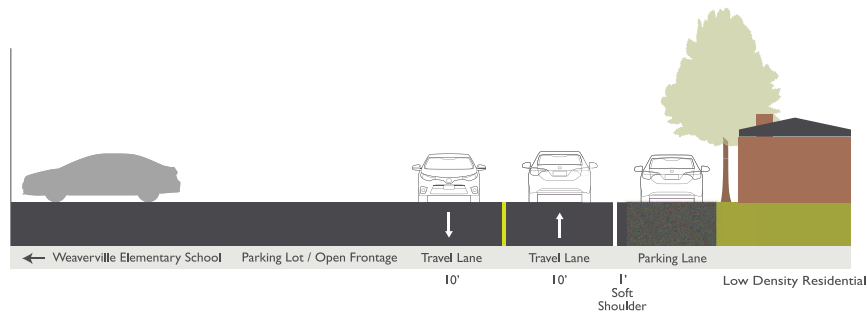 Weaverville Elementary School
Parking Lot / Open Frontage
Travel Lane
Travel Lane
Parking Lane
10'
10'
1'
Soft
Shoulder
Low Density Residential